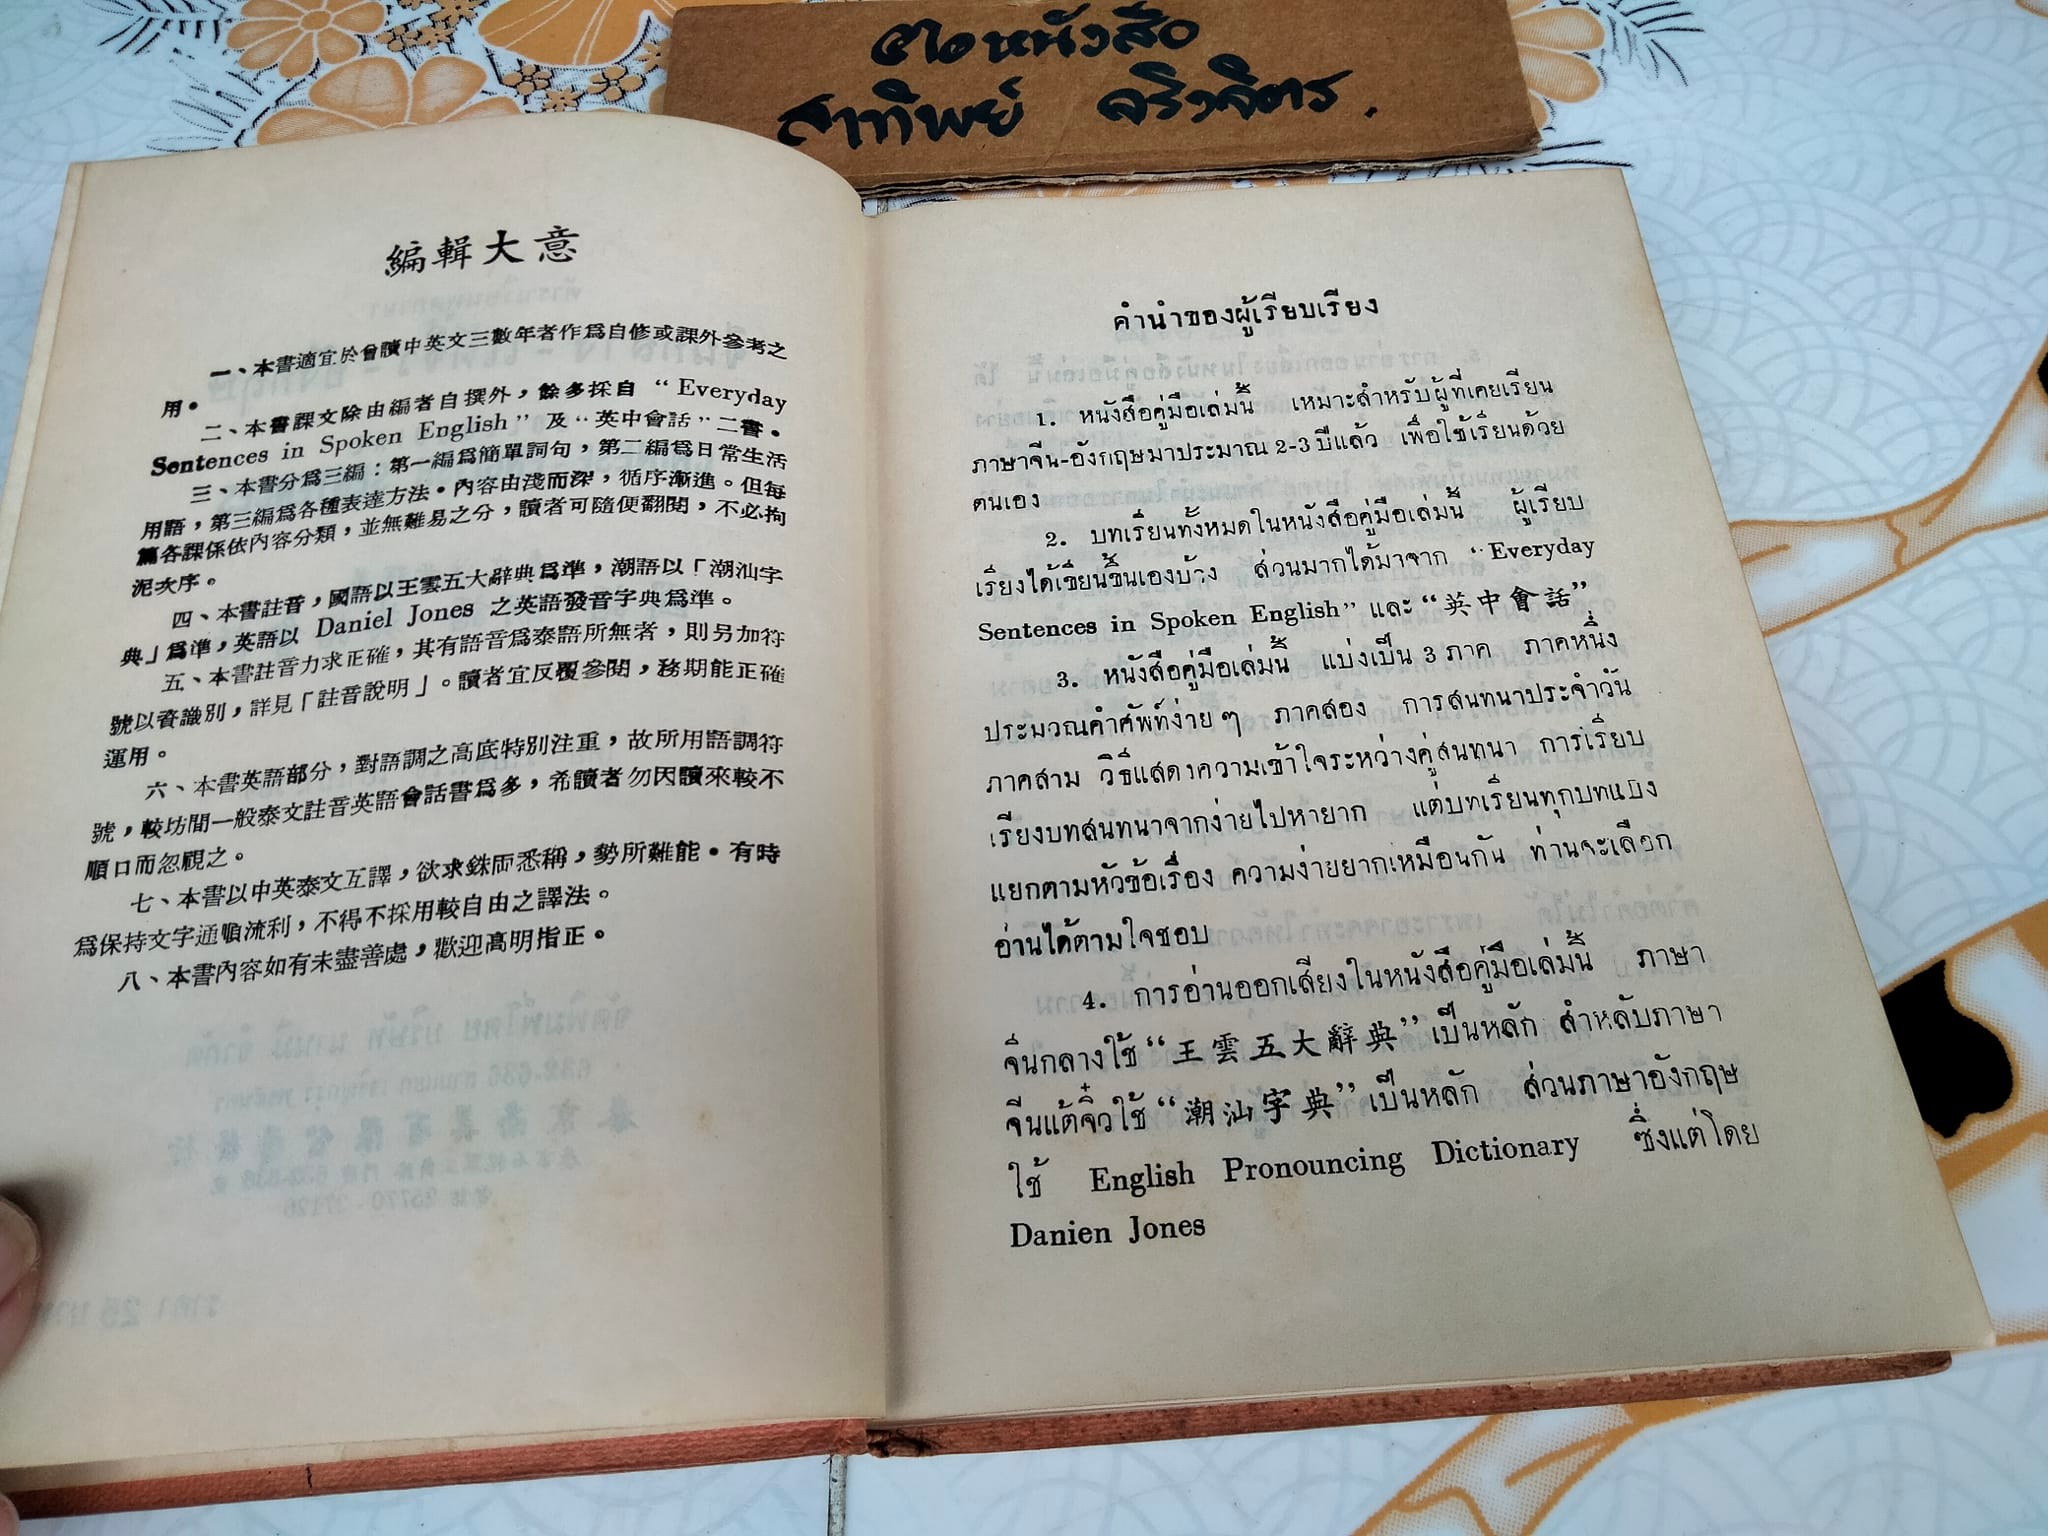 หนังสือ
สาทิพย์ จริงจิตร.
編輯大意
一、本書適宜於曾讀中英文三數年者作爲自修或課外參考之
用。
二、本書課文除由編者自撰外，餘多採自 “Everyday
Sentences in Spoken English” 及 “英中會話” 二書。
三、本書分爲三編：第一編爲簡單詞句，第二編爲日常生活
用語，第三編爲各種表達方法。內容由淺而深，循序漸進。但每
篇各課係依內容分類，並無難易之分，讀者可隨便翻閱，不必拘
泥次序。
四、本書註音，國語以王雲五大辭典爲準，潮語以「潮汕字
典」爲準，英語以 Daniel Jones 之英語發音字典爲準。
五、本書註音力求正確，其有語音爲泰語所無者，則另加符
號以資識別，詳見「註音說明」。讀者宜反覆參閱，務期能正確
運用。
六、本書英語部分，對語調之高底特別注重，故所用語調符
號，較坊間一般泰文註音英語會話書爲多，希讀者勿因讀來較不
順口而忽視之。
七、本書以中英泰文互譯，欲求銖両悉稱，勢所難能。有時
爲保持文字通順流利，不得不採用較自由之譯法。
八、本書內容如有未盡善處，歡迎高明指正。
คำนำของผู้เรียบเรียง
1. หนังสือคู่มือเล่มนี้ เหมาะสำหรับผู้ที่เคยเรียน
ภาษาจีน-อังกฤษมาประมาณ 2-3 ปีแล้ว เพื่อใช้เรียนด้วย
ตนเอง
2. บทเรียนทั้งหมดในหนังสือคู่มือเล่มนี้ ผู้เรียบ
เรียงได้เขียนขึ้นเองบ้าง ส่วนมากได้มาจาก “Everyday
Sentences in Spoken English” และ “英中會話”
3. หนังสือคู่มือเล่มนี้ แบ่งเป็น 3 ภาค ภาคหนึ่ง
ประมวณคำศัพท์ง่าย ๆ ภาคสอง การสนทนาประจำวัน
ภาคสาม วิธีแสดงความเข้าใจระหว่างคู่สนทนา การเรียบ
เรียงบทสนทนาจากง่ายไปหายาก แต่บทเรียนทุกบทแบ่ง
แยกตามหัวข้อเรื่อง ความง่ายยากเหมือนกัน ท่านจะเลือก
อ่านได้ตามใจชอบ
4. การอ่านออกเสียงในหนังสือคู่มือเล่มนี้ ภาษา
จีนกลางใช้ “王雲五大辭典” เป็นหลัก สำหลับภาษา
จีนแต้จิ๋วใช้ “潮汕字典” เป็นหลัก ส่วนภาษาอังกฤษ
ใช้ English Pronouncing Dictionary ซึ่งแต่โดย
Danien Jones